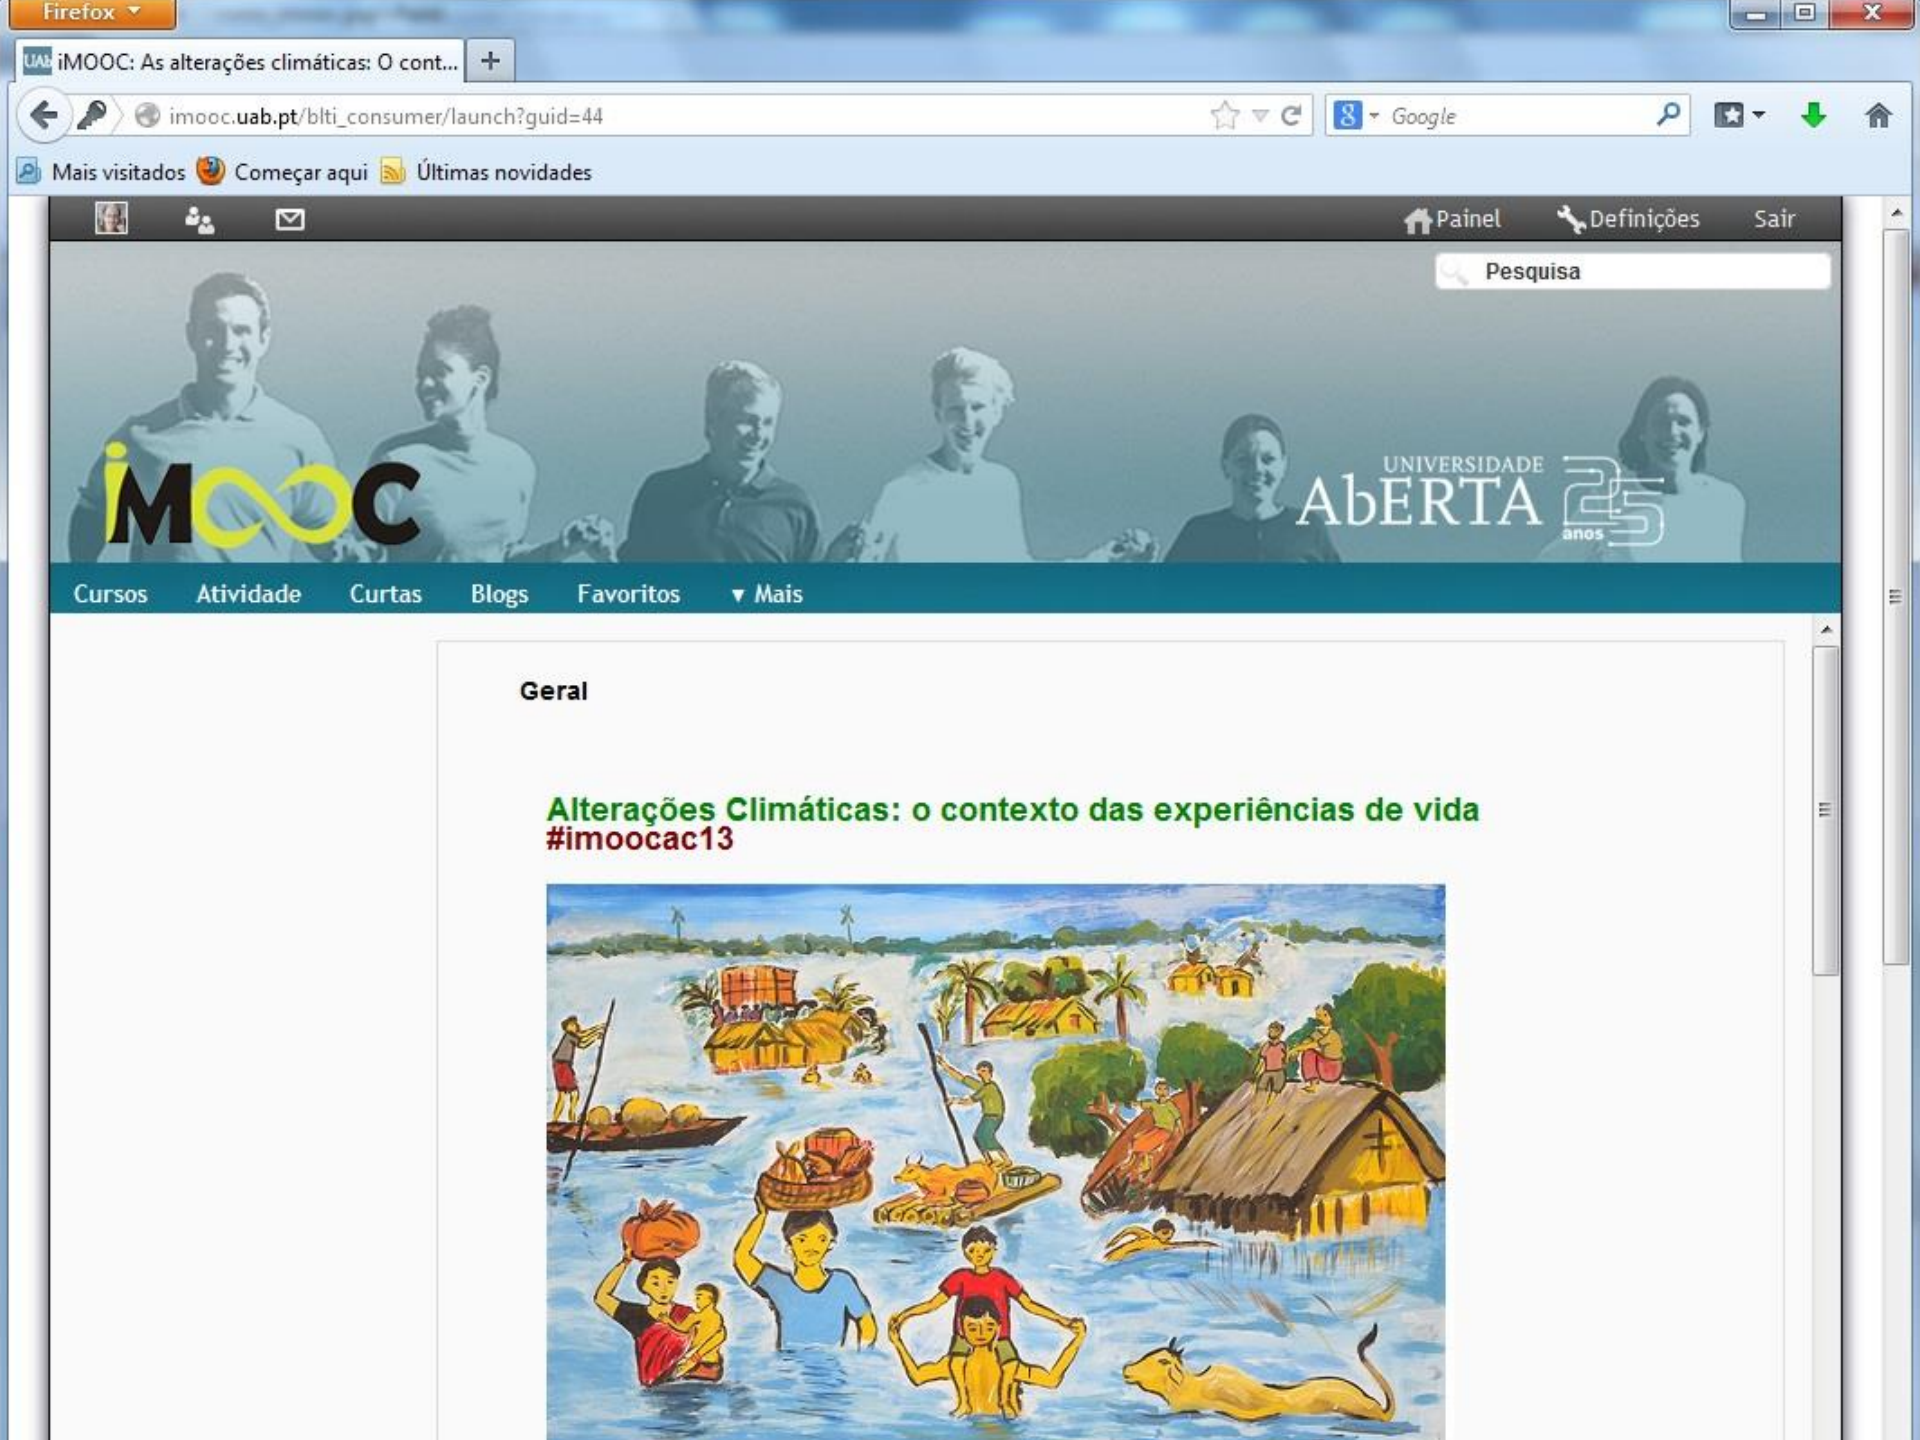 Firefox
iMOOC: As alterações climáticas: O cont...
imooc.uab.pt/blti_consumer/launch?guid=44
Google
Mais visitados Começar aqui Últimas novidades
Painel Definições Sair
Pesquisa
iMOOC
UNIVERSIDADE
AbERTA 25
anos
Cursos Atividade Curtas Blogs Favoritos ▾ Mais
Geral
Alterações Climáticas: o contexto das experiências de vida
#imoocac13